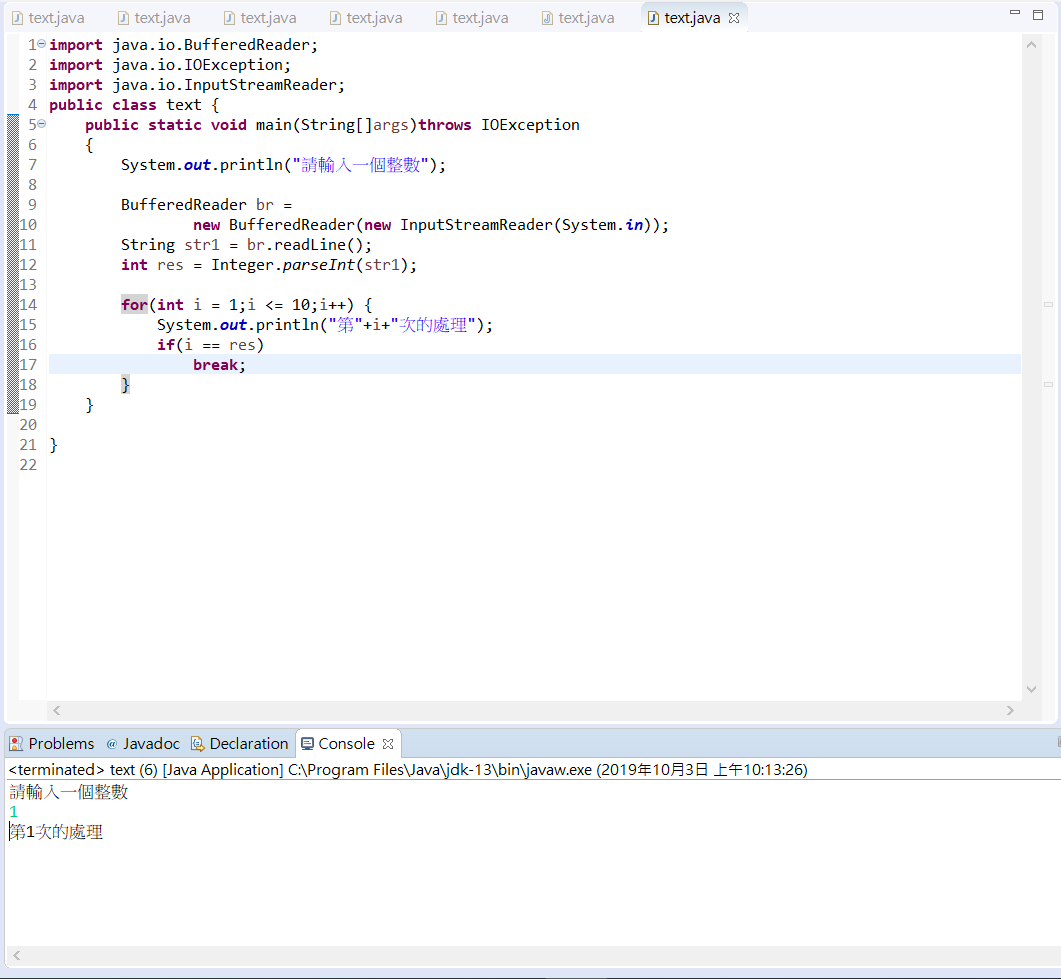 text.java text.java text.java text.java text.java text.java text.java
1 import java.io.BufferedReader;
2 import java.io.IOException;
3 import java.io.InputStreamReader;
4 public class text {
5     public static void main(String[]args)throws IOException
6     {
7         System.out.println("請輸入一個整數");
8
9         BufferedReader br =
10                 new BufferedReader(new InputStreamReader(System.in));
11         String str1 = br.readLine();
12         int res = Integer.parseInt(str1);
13
14         for(int i = 1;i <= 10;i++) {
15             System.out.println("第"+i+"次的處理");
16             if(i == res)
17                 break;
18         }
19     }
20
21 }
22
Problems @ Javadoc Declaration Console
<terminated> text (6) [Java Application] C:\Program Files\Java\jdk-13\bin\javaw.exe (2019年10月3日 上午10:13:26)
請輸入一個整數
1
第1次的處理